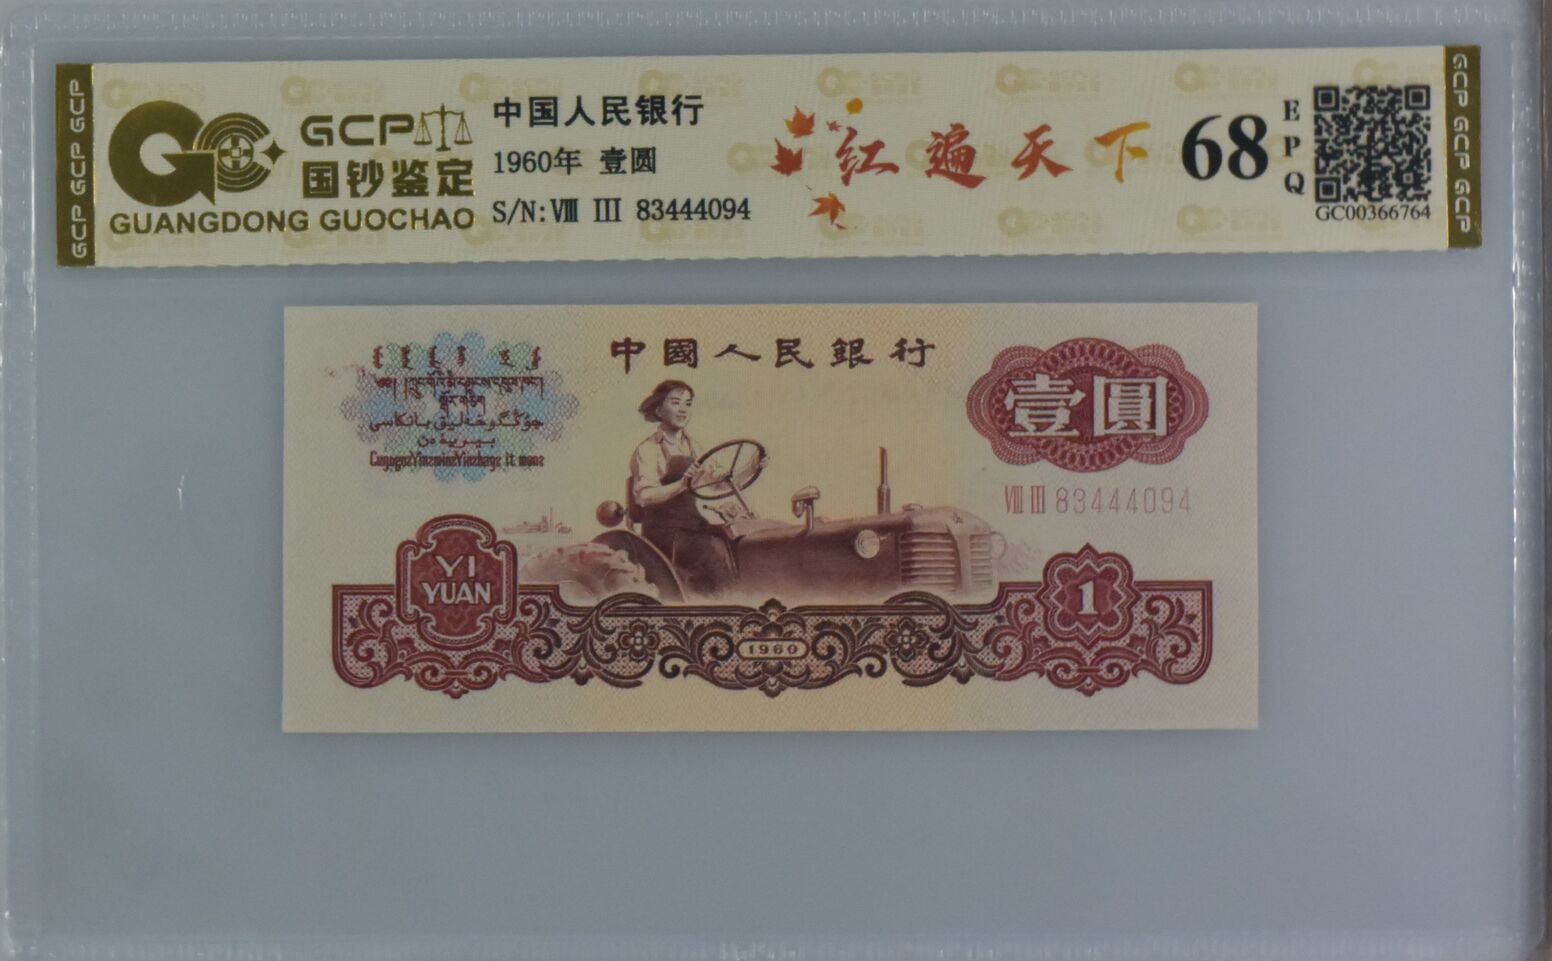 GCP GCP GCP
GCP
国钞鉴定
GUANGDONG GUOCHAO
中国人民银行
1960年 壹圆
S/N:Ⅷ Ⅲ 83444094
红遍天下
68
EPQ
GC00366764
GCP GCP GCP
中國人民銀行
壹圓
Ⅷ Ⅲ 83444094
YI
YUAN
1960
1